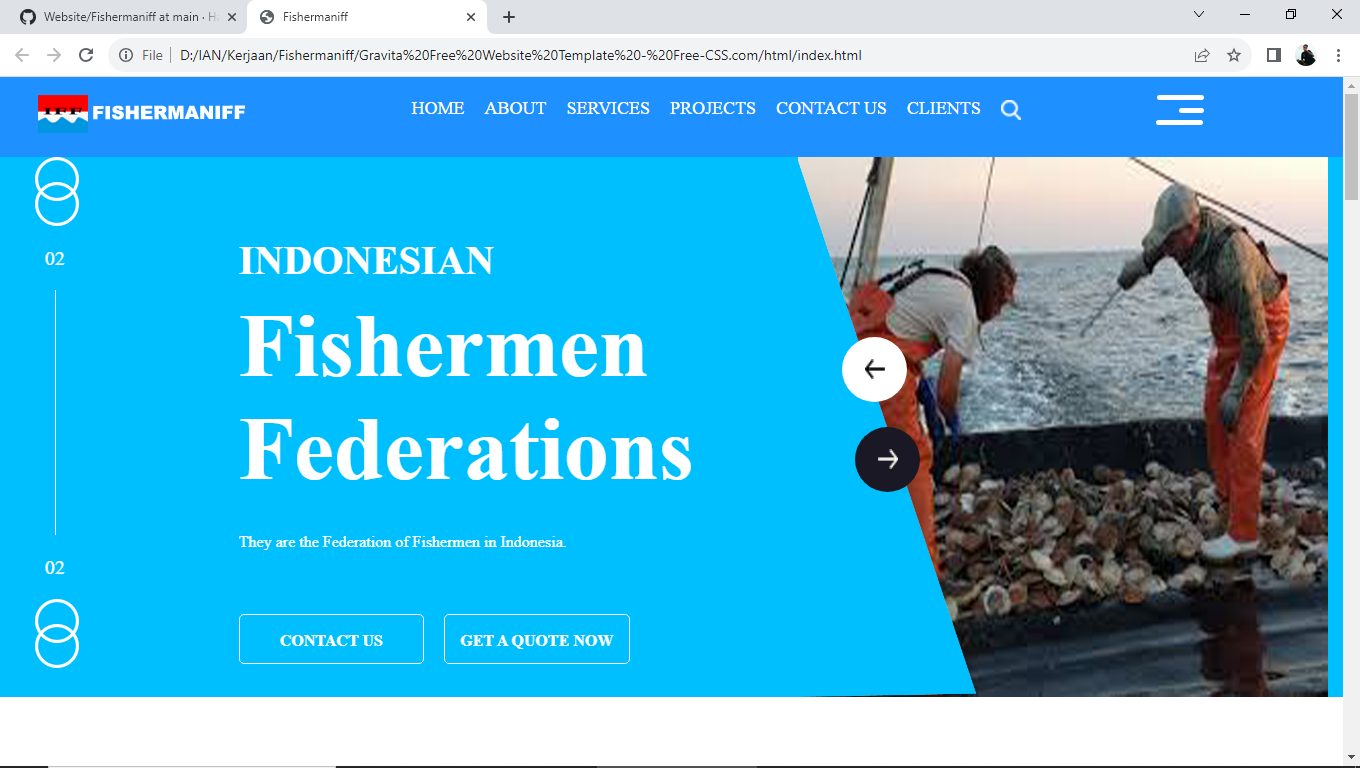 Website/Fishermaniff at main · H
Fishermaniff
File
D:/IAN/Kerjaan/Fishermaniff/Gravita%20Free%20Website%20Template%20-%20Free-CSS.com/html/index.html
IFF
FISHERMANIFF
HOME ABOUT SERVICES PROJECTS CONTACT US CLIENTS
02
INDONESIAN
Fishermen
Federations
They are the Federation of Fishermen in Indonesia.
02
CONTACT US
GET A QUOTE NOW